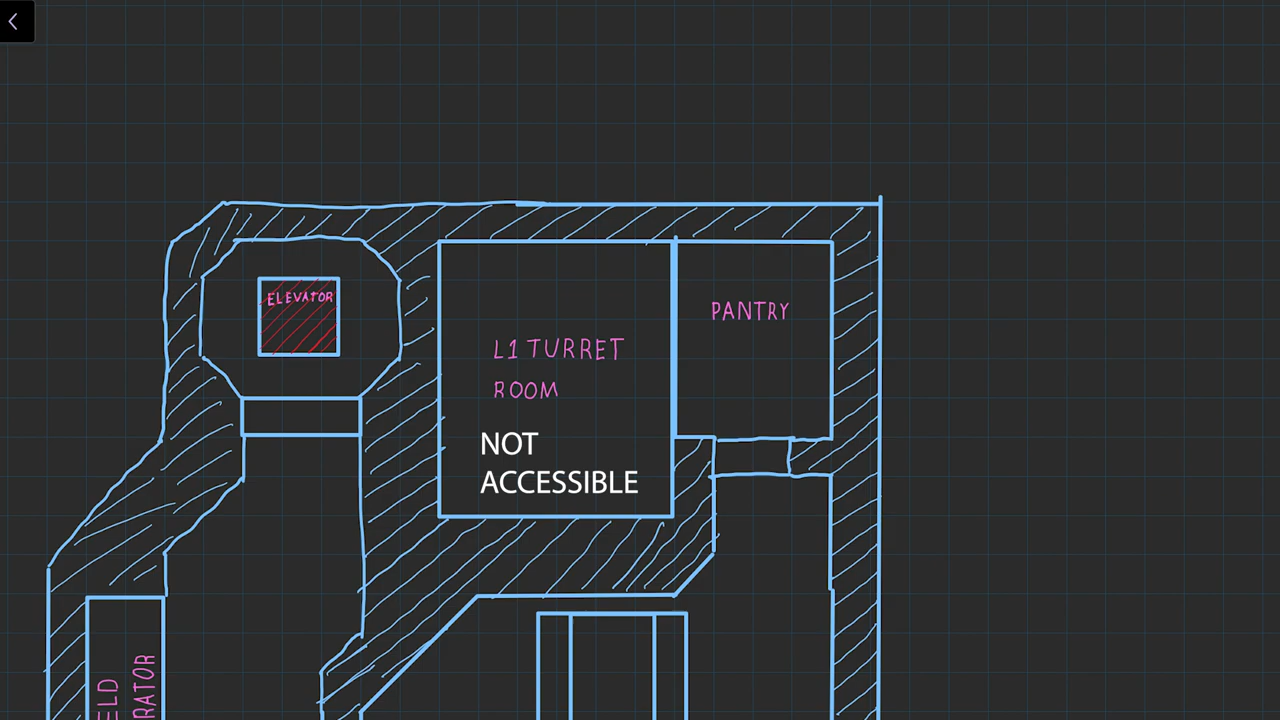 ELEVATOR
PANTRY
L1 TURRET
ROOM
NOT
ACCESSIBLE